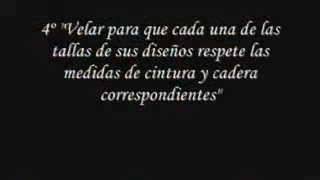 4º "Velar para que cada una de las
tallas de sus diseños respete las
medidas de cintura y cadera
correspondientes"